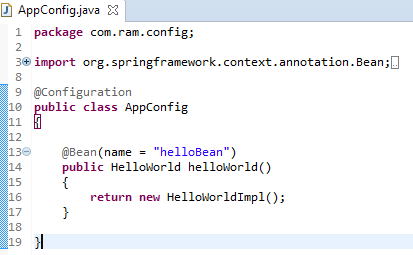 AppConfig.java
1 package com.ram.config;
2
3 import org.springframework.context.annotation.Bean;
8
9 @Configuration
10 public class AppConfig
11 {
12
13 @Bean(name = "helloBean")
14 public HelloWorld helloWorld()
15 {
16 return new HelloWorldImpl();
17 }
18
19 }